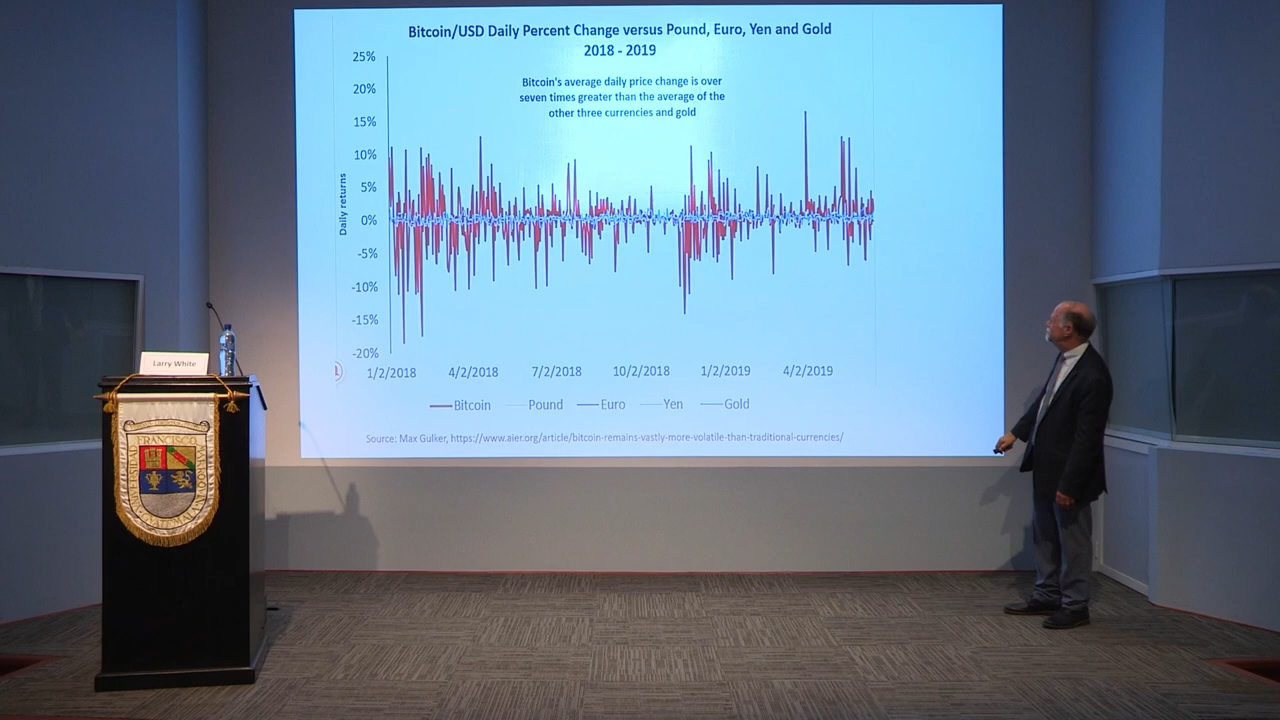 Bitcoin/USD Daily Percent Change versus Pound, Euro, Yen and Gold
2018 - 2019
Bitcoin's average daily price change is over
seven times greater than the average of the
other three currencies and gold
Daily returns
25%
20%
15%
10%
5%
0%
-5%
-10%
-15%
-20%
1/2/2018 4/2/2018 7/2/2018 10/2/2018 1/2/2019 4/2/2019
Bitcoin Pound Euro Yen Gold
Source: Max Gulker, https://www.aier.org/article/bitcoin-remains-vastly-more-volatile-than-traditional-currencies/
Larry White
UNIVERSIDAD FRANCISCO MARROQUIN
GUATEMALA